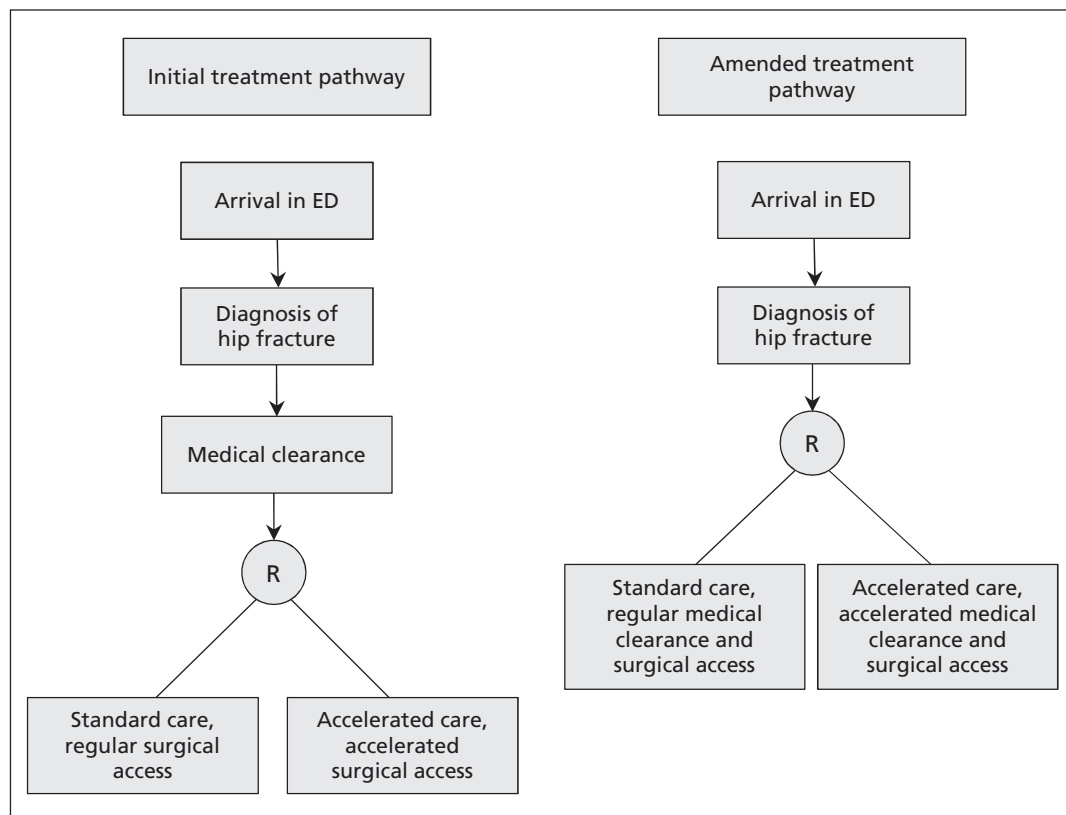 Initial treatment pathway
Arrival in ED
Diagnosis of
hip fracture
Medical clearance
R
Standard care,
regular surgical
access
Accelerated care,
accelerated
surgical access
Amended treatment
pathway
Arrival in ED
Diagnosis of
hip fracture
R
Standard care,
regular medical
clearance and
surgical access
Accelerated care,
accelerated medical
clearance and
surgical access